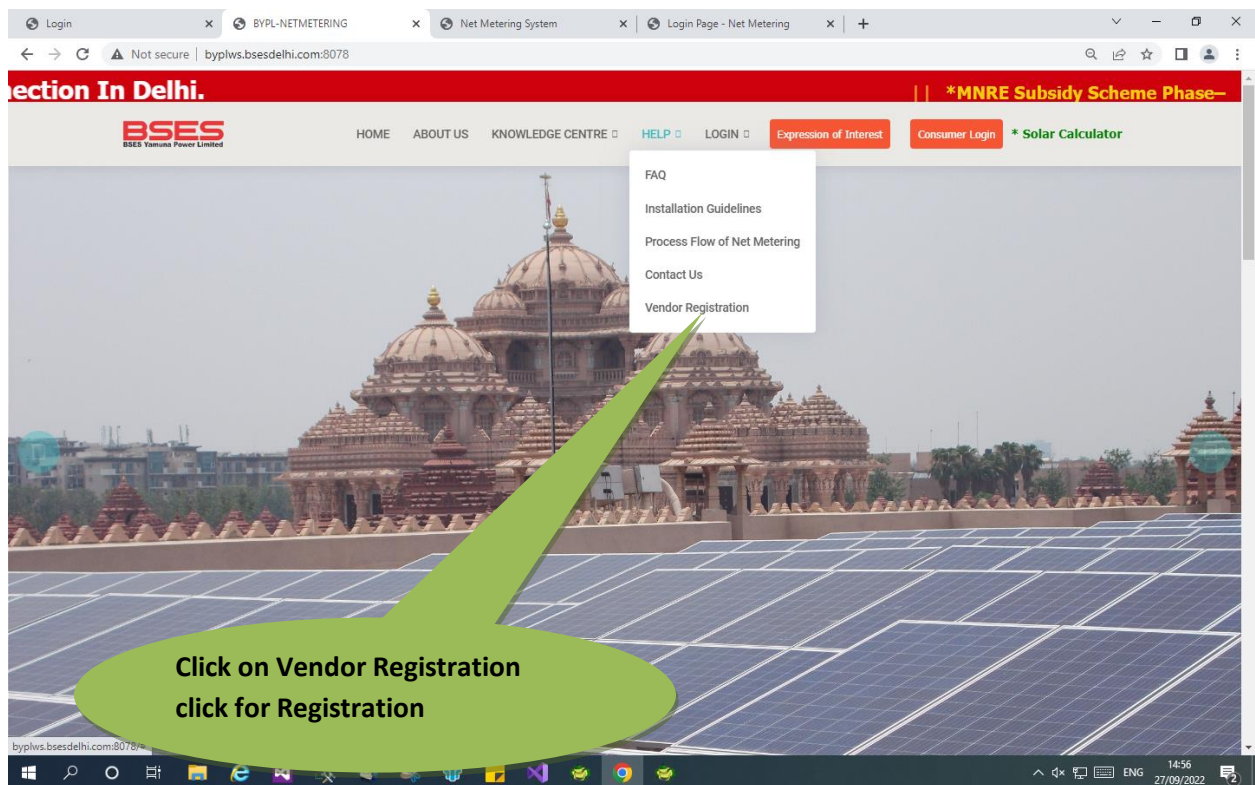 Login
BYPL-NETMETERING
Net Metering System
Login Page - Net Metering
Not secure | byplws.bsesdelhi.com:8078
nection In Delhi. || *MNRE Subsidy Scheme Phase–
BSES
BSES Yamuna Power Limited
HOME ABOUT US KNOWLEDGE CENTRE HELP LOGIN Expression of Interest Consumer Login * Solar Calculator
FAQ
Installation Guidelines
Process Flow of Net Metering
Contact Us
Vendor Registration
Click on Vendor Registration
click for Registration
byplws.bsesdelhi.com:8078/#
ENG
14:56
27/09/2022
2